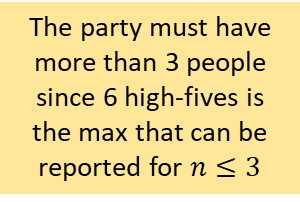 The party must have
more than 3 people
since 6 high-fives is
the max that can be
reported for n ≤ 3